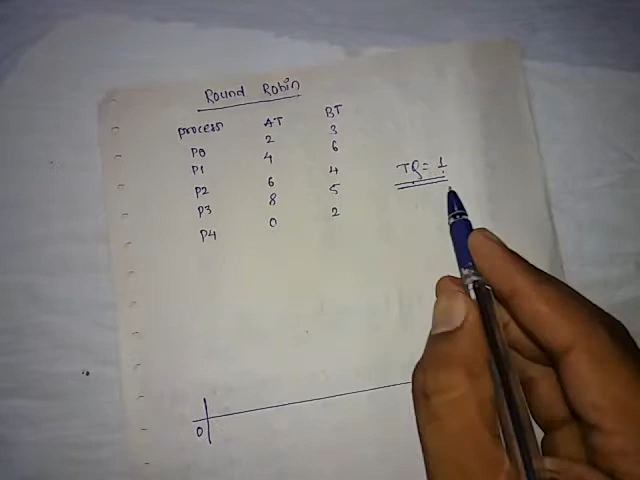 Round Robin
process AT BT
P0 2 3
P1 4 6
P2 6 4
P3 8 5
P4 0 2
TQ = 1
0